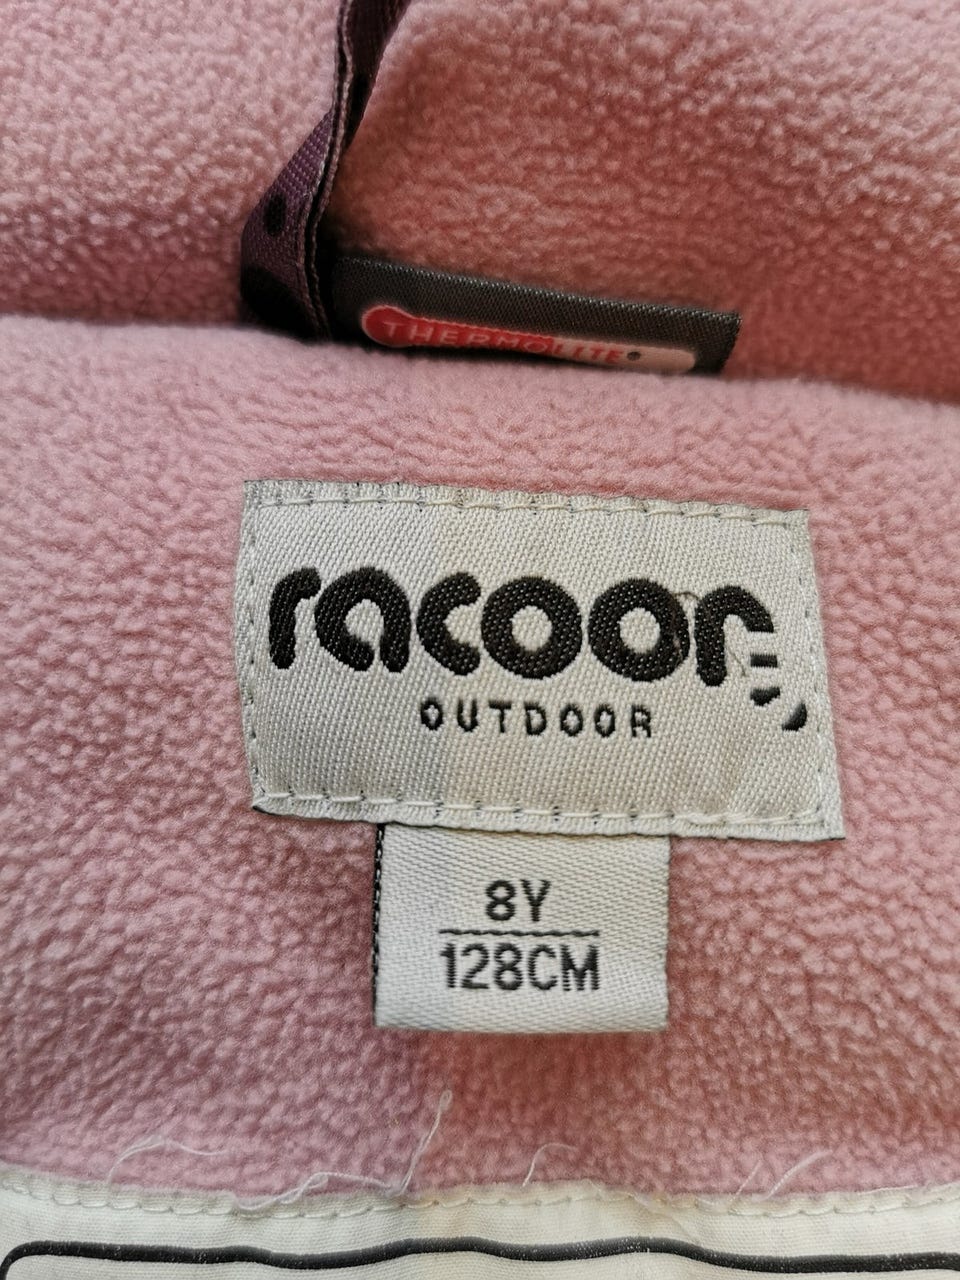 THERMOLITE®
racoon
OUTDOOR
8Y
128CM